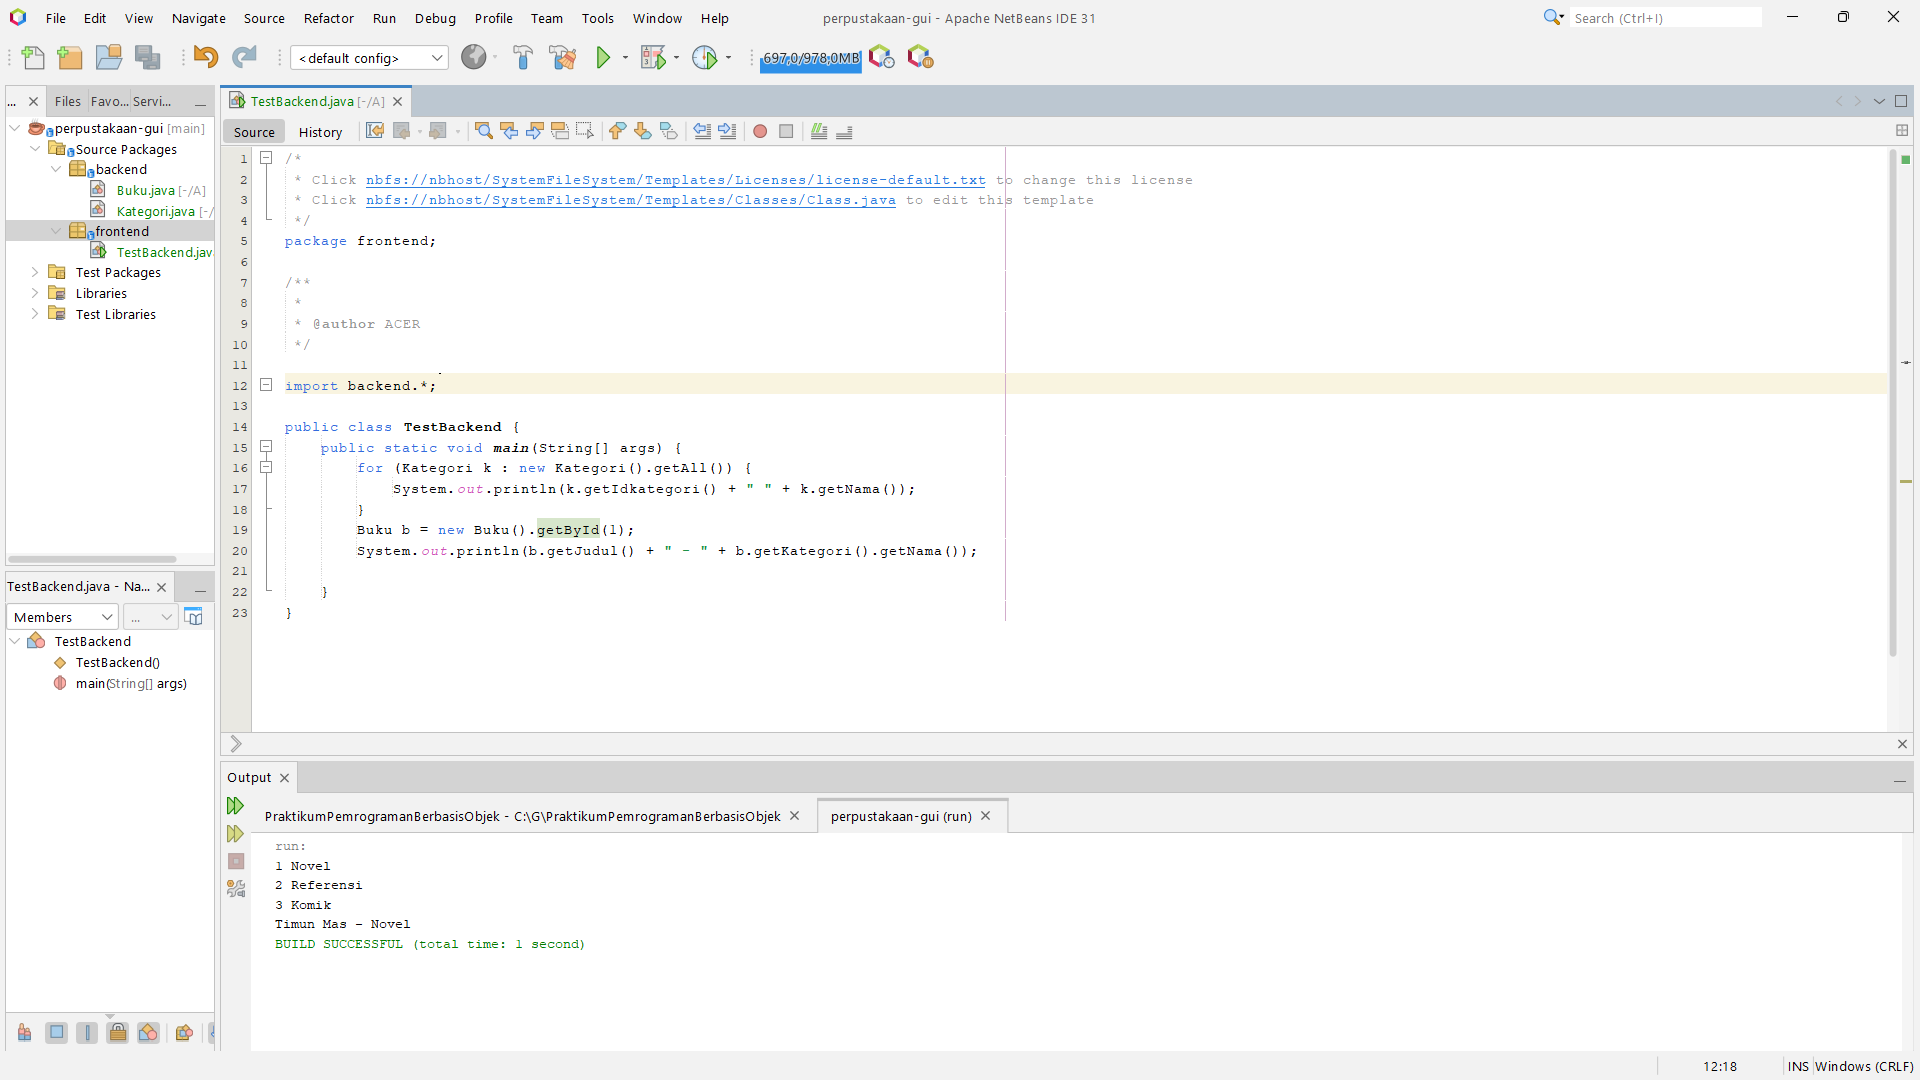 File Edit View Navigate Source Refactor Run Debug Profile Team Tools Window Help
perpustakaan-gui - Apache NetBeans IDE 31
Search (Ctrl+I)
<default config>
697,0/978,0MB
...
Files
Favo...
Servi...
perpustakaan-gui [main]
Source Packages
backend
Buku.java [-/A]
Kategori.java [-/
frontend
TestBackend.jav
Test Packages
Libraries
Test Libraries
TestBackend.java - Na...
Members
...
TestBackend
TestBackend()
main(String[] args)
TestBackend.java [-/A]
Source
History
1 /*
2 * Click nbfs://nbhost/SystemFileSystem/Templates/Licenses/license-default.txt to change this license
3 * Click nbfs://nbhost/SystemFileSystem/Templates/Classes/Class.java to edit this template
4 */
5 package frontend;
6
7 /**
8 *
9 * @author ACER
10 */
11
12 import backend.*;
13
14 public class TestBackend {
15 public static void main(String[] args) {
16 for (Kategori k : new Kategori().getAll()) {
17 System.out.println(k.getIdkategori() + " " + k.getNama());
18 }
19 Buku b = new Buku().getById(1);
20 System.out.println(b.getJudul() + " - " + b.getKategori().getNama());
21
22 }
23 }
Output
PraktikumPemrogramanBerbasisObjek - C:\G\PraktikumPemrogramanBerbasisObjek
perpustakaan-gui (run)
run:
1 Novel
2 Referensi
3 Komik
Timun Mas - Novel
BUILD SUCCESSFUL (total time: 1 second)
12:18
INS
Windows (CRLF)